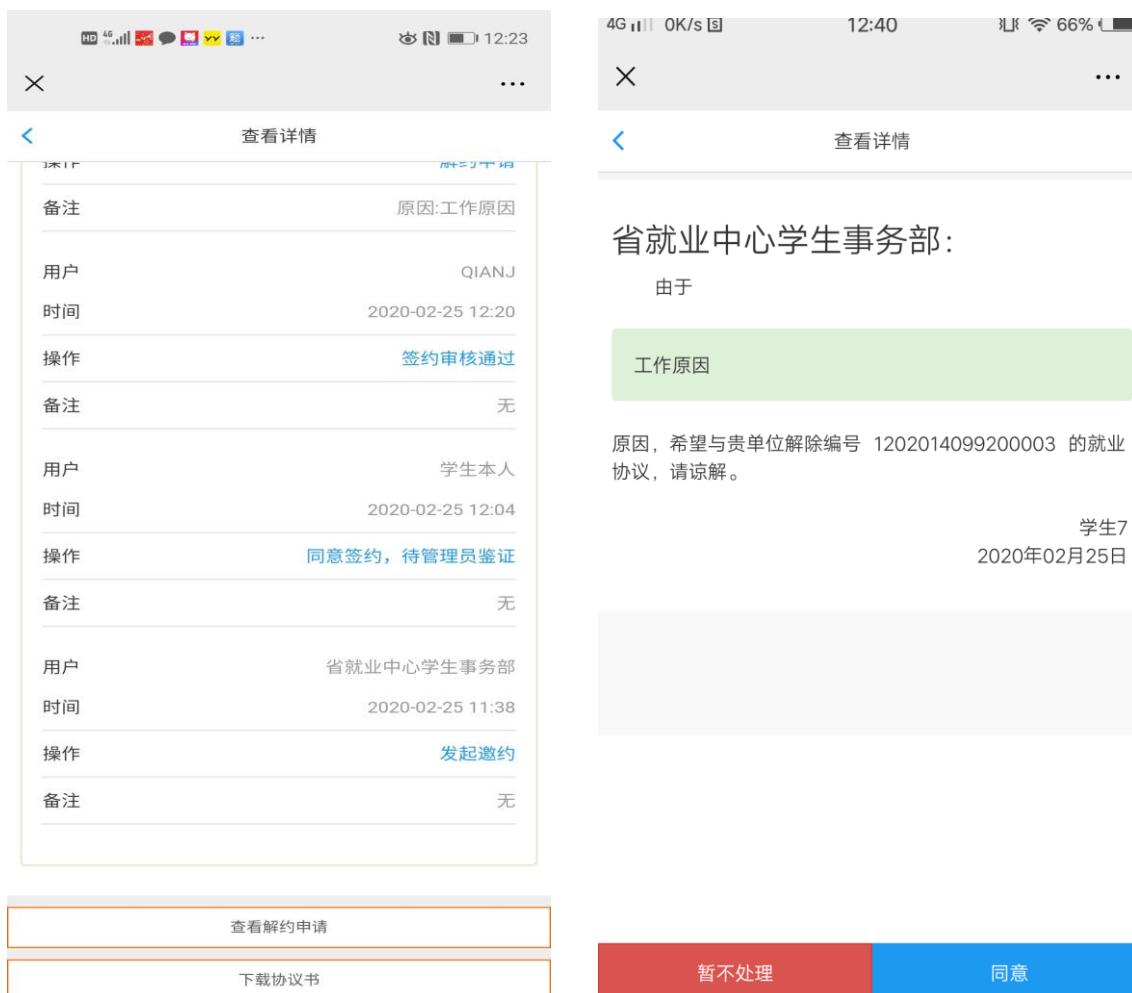 HD 4G 12:23
查看详情
操作 解约申请
备注 原因:工作原因
用户 QIANJ
时间 2020-02-25 12:20
操作 签约审核通过
备注 无
用户 学生本人
时间 2020-02-25 12:04
操作 同意签约，待管理员鉴证
备注 无
用户 省就业中心学生事务部
时间 2020-02-25 11:38
操作 发起邀约
备注 无
查看解约申请
下载协议书
4G 0K/s 12:40 66%
查看详情
省就业中心学生事务部：
由于
工作原因
原因，希望与贵单位解除编号 1202014099200003 的就业
协议，请谅解。
学生7
2020年02月25日
暂不处理 同意